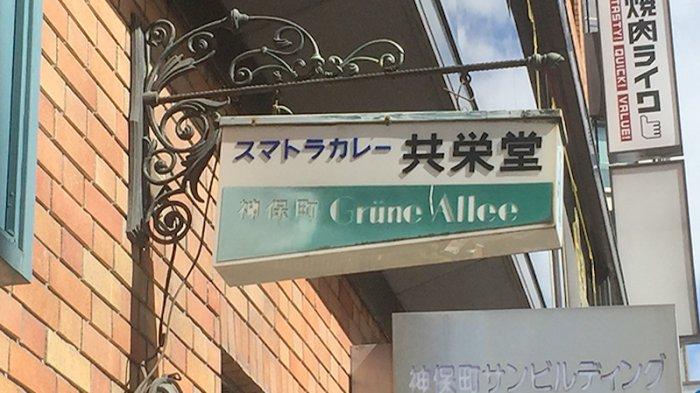 スマトラカレー 共栄堂
神保町 Grüne Allee
神保町サンビルディング
焼肉ライク
TASTY! QUICK! VALUE!